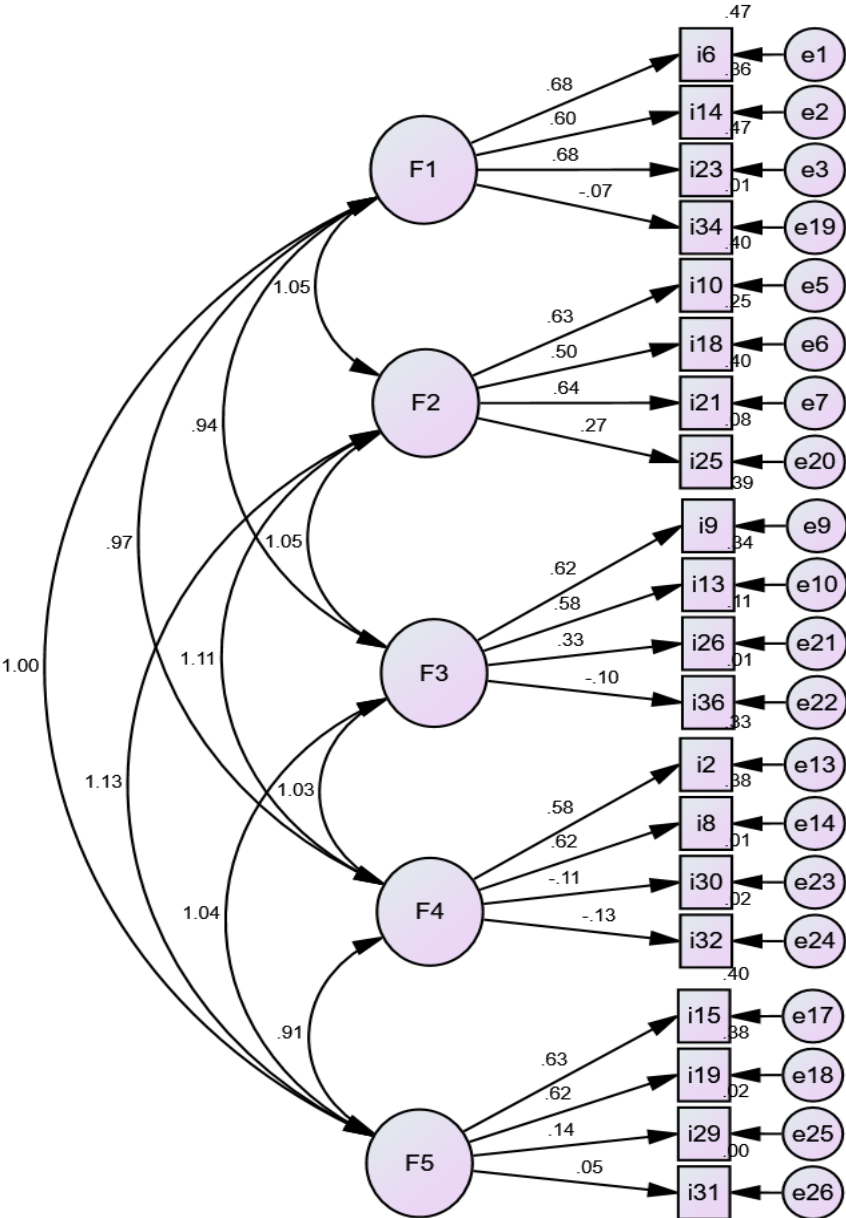 .47
i6
e1
.68
.36
i14
e2
.60
.47
i23
e3
.68
.01
i34
e19
-.07
F1
.40
i10
e5
.63
1.05
.25
i18
e6
.50
.40
i21
e7
.64
F2
.08
i25
e20
.27
.94
.39
i9
e9
.62
.97
1.05
.34
i13
e10
.58
.11
i26
e21
.33
1.00
1.11
F3
.01
i36
e22
-.10
.33
i2
e13
.58
1.13
1.03
.38
i8
e14
.62
.01
i30
e23
-.11
1.04
F4
.02
i32
e24
-.13
.40
i15
e17
.63
.91
.38
i19
e18
.62
.02
i29
e25
.14
F5
.00
i31
e26
.05